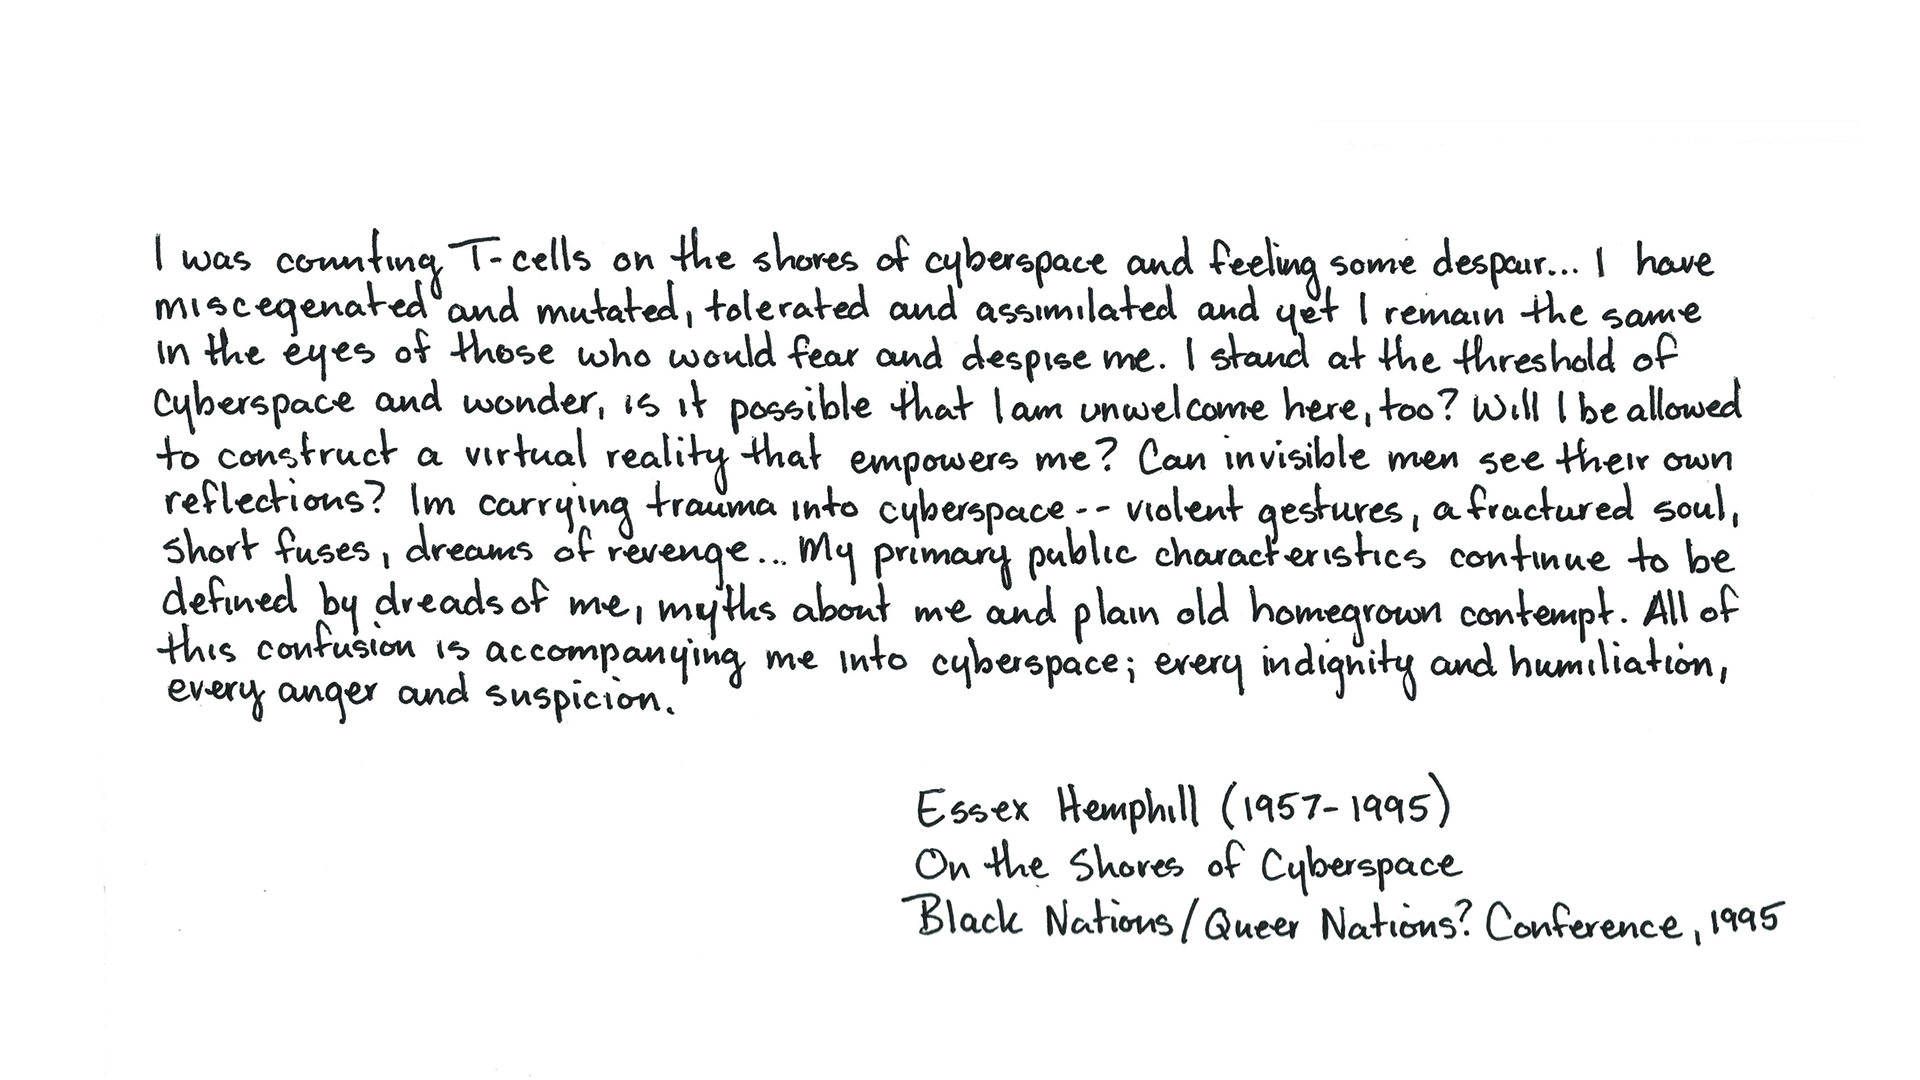 I was counting T-cells on the shores of cyberspace and feeling some despair... I have
miscegenated and mutated, tolerated and assimilated and yet I remain the same
in the eyes of those who would fear and despise me. I stand at the threshold of
cyberspace and wonder, is it possible that I am unwelcome here, too? Will I be allowed
to construct a virtual reality that empowers me? Can invisible men see their own
reflections? Im carrying trauma into cyberspace -- violent gestures, a fractured soul,
short fuses, dreams of revenge... My primary public characteristics continue to be
defined by dreads of me, myths about me and plain old homegrown contempt. All of
this confusion is accompanying me into cyberspace; every indignity and humiliation,
every anger and suspicion.
Essex Hemphill (1957-1995)
On the Shores of Cyberspace
Black Nations/Queer Nations? Conference, 1995